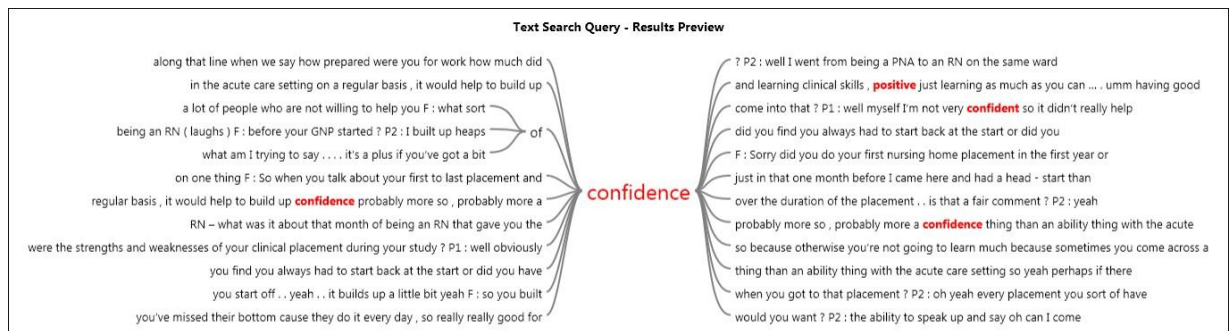 Text Search Query - Results Preview
along that line when we say how prepared were you for work how much did
in the acute care setting on a regular basis , it would help to build up
a lot of people who are not willing to help you F : what sort
being an RN ( laughs ) F : before your GNP started ? P2 : I built up heaps
of
what am I trying to say . . . . it's a plus if you've got a bit
on one thing F : So when you talk about your first to last placement and
regular basis , it would help to build up confidence probably more so , probably more a
RN – what was it about that month of being an RN that gave you the
were the strengths and weaknesses of your clinical placement during your study ? P1 : well obviously
you find you always had to start back at the start or did you have
you start off . . yeah . . it builds up a little bit yeah F : so you built
you've missed their bottom cause they do it every day , so really really good for
confidence
? P2 : well I went from being a PNA to an RN on the same ward
and learning clinical skills , positive just learning as much as you can ... . umm having good
come into that ? P1 : well myself I'm not very confident so it didn't really help
did you find you always had to start back at the start or did you
F : Sorry did you do your first nursing home placement in the first year or
just in that one month before I came here and had a head - start than
over the duration of the placement . . is that a fair comment ? P2 : yeah
probably more so , probably more a confidence thing than an ability thing with the acute
so because otherwise you're not going to learn much because sometimes you come across a
thing than an ability thing with the acute care setting so yeah perhaps if there
when you got to that placement ? P2 : oh yeah every placement you sort of have
would you want ? P2 : the ability to speak up and say oh can I come